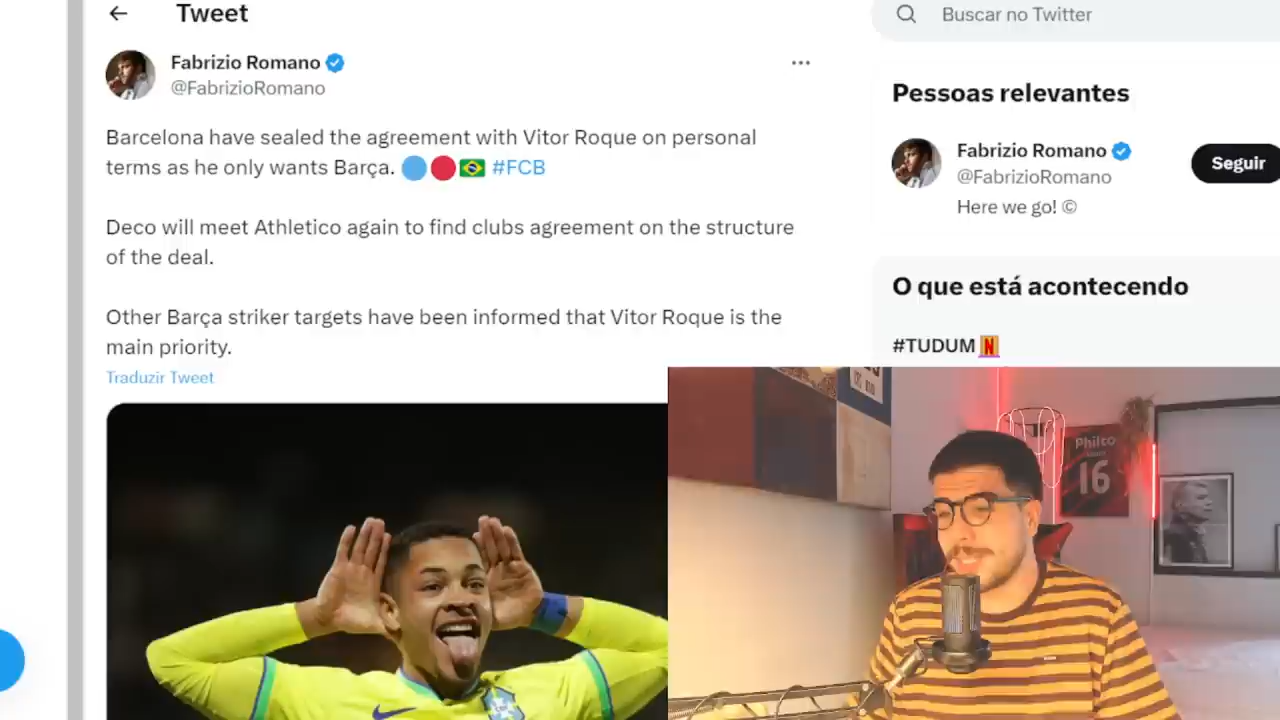 Tweet
Buscar no Twitter
Fabrizio Romano
@FabrizioRomano
Barcelona have sealed the agreement with Vitor Roque on personal
terms as he only wants Barça. 🔵🔴🇧🇷 #FCB
Deco will meet Athletico again to find clubs agreement on the structure
of the deal.
Other Barça striker targets have been informed that Vitor Roque is the
main priority.
Traduzir Tweet
Pessoas relevantes
Fabrizio Romano
@FabrizioRomano
Seguir
Here we go! ©
O que está acontecendo
#TUDUM
Philco
16